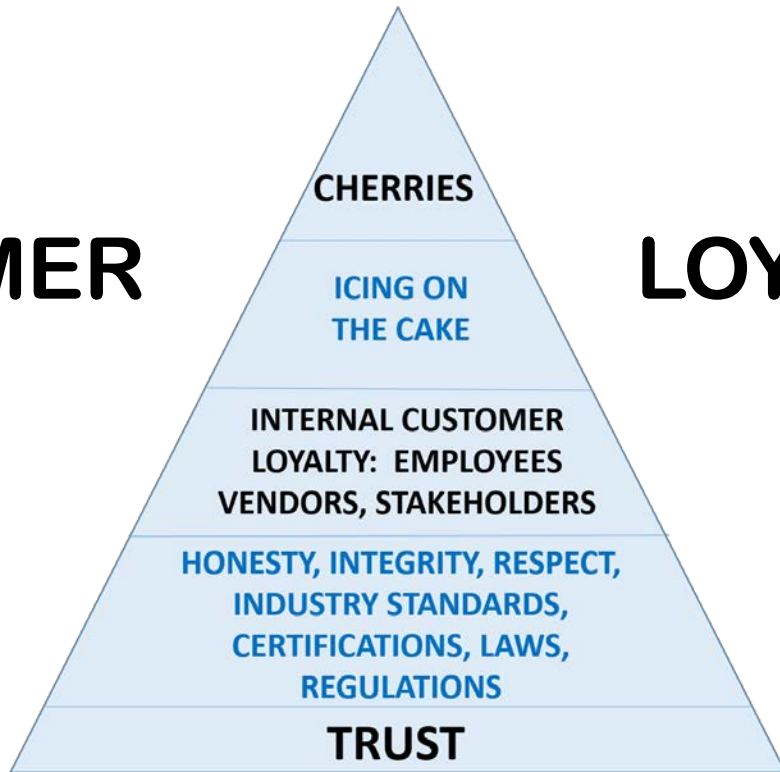 CHERRIES
MER
LOY
ICING ON
THE CAKE
INTERNAL CUSTOMER
LOYALTY: EMPLOYEES
VENDORS, STAKEHOLDERS
HONESTY, INTEGRITY, RESPECT,
INDUSTRY STANDARDS,
CERTIFICATIONS, LAWS,
REGULATIONS
TRUST